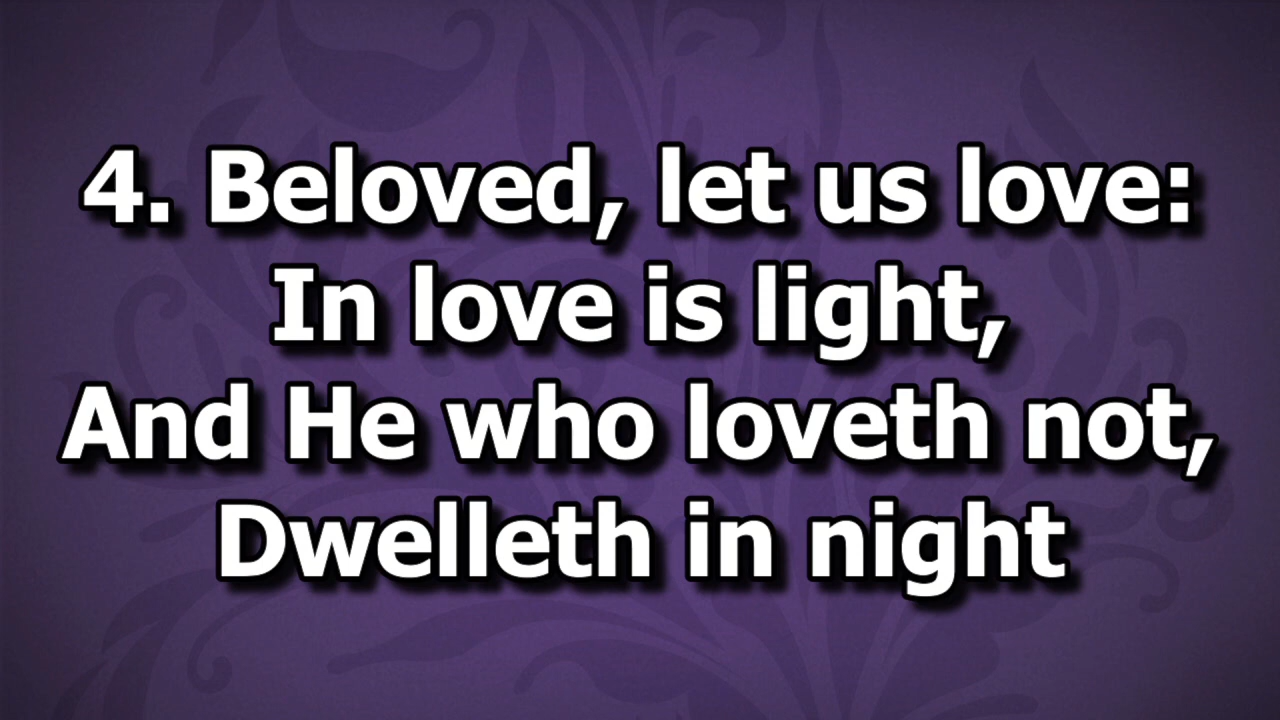 4. Beloved, let us love:
In love is light,
And He who loveth not,
Dwelleth in night